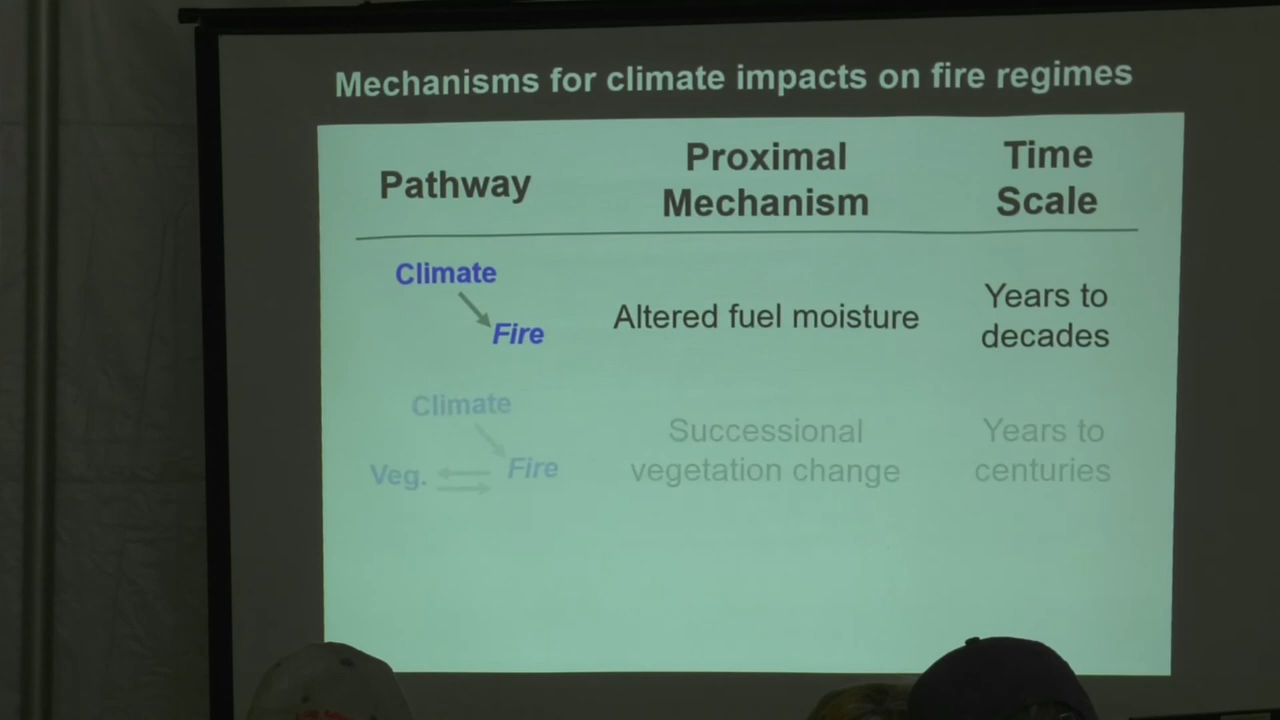 Mechanisms for climate impacts on fire regimes
Pathway
Proximal
Mechanism
Time
Scale
Climate
Fire
Altered fuel moisture
Years to
decades
Climate
Veg.
Fire
Successional
vegetation change
Years to
centuries